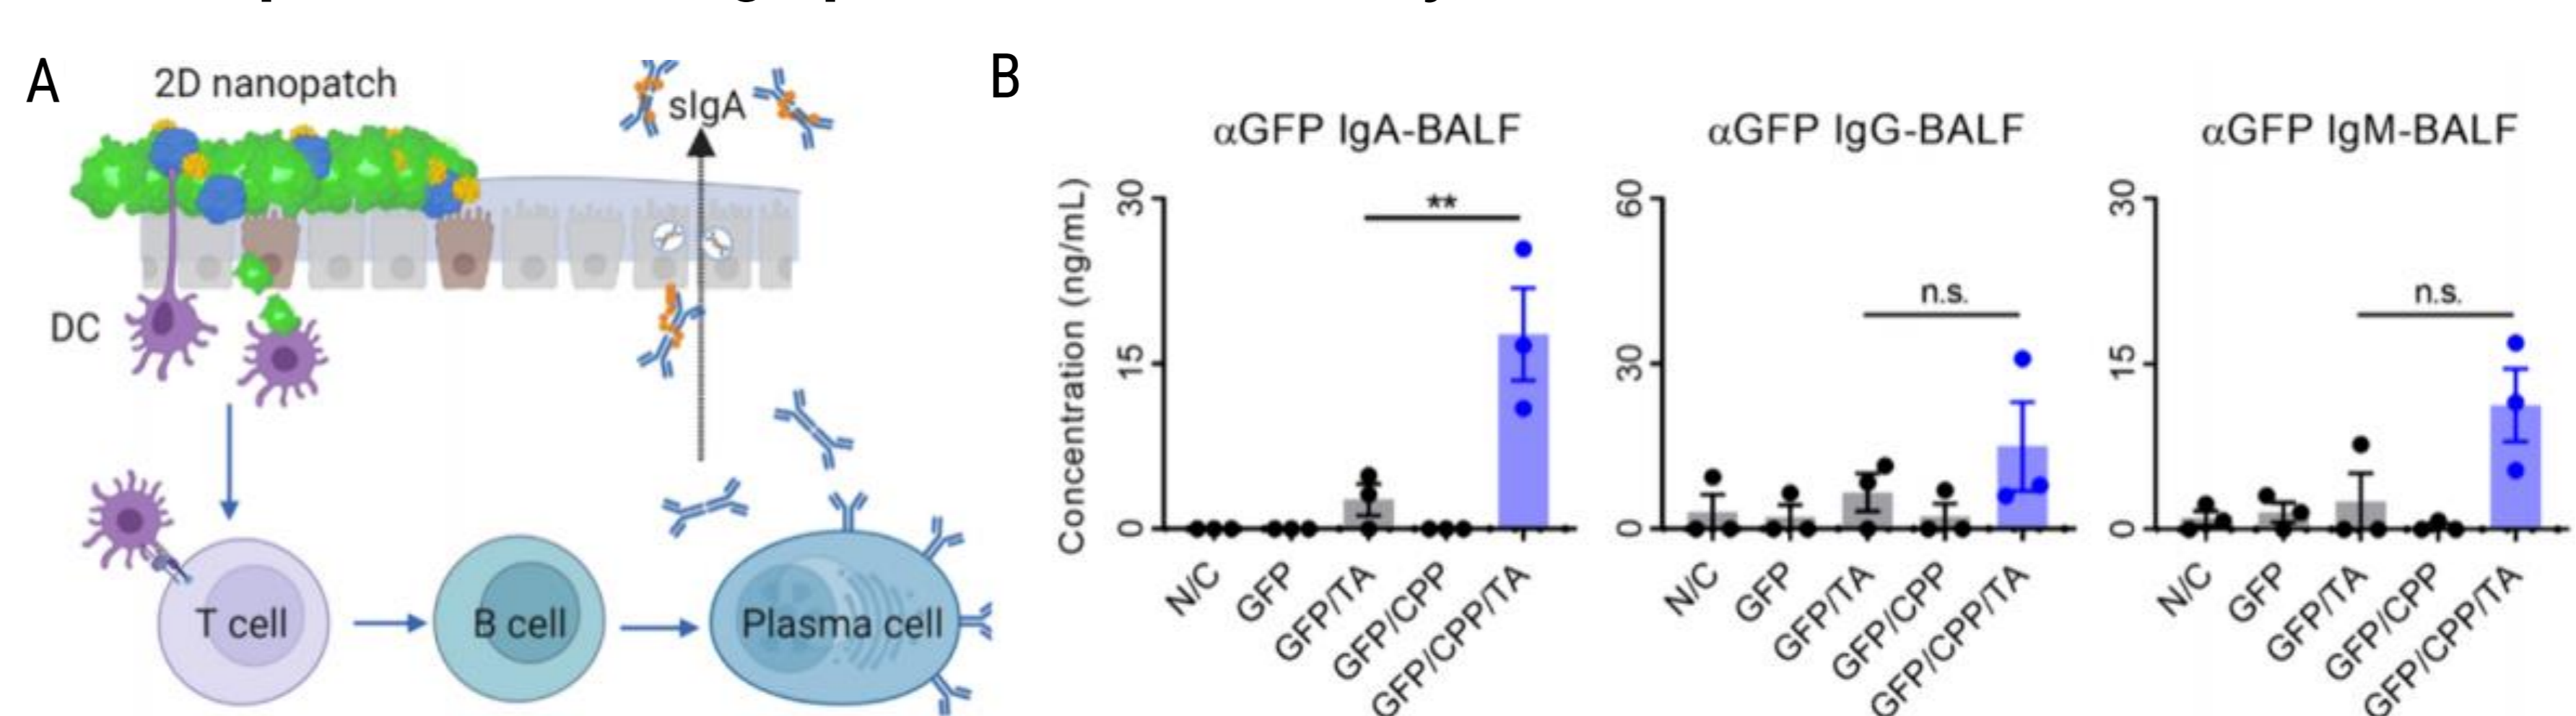 A
2D nanopatch
sIgA
DC
T cell
B cell
Plasma cell
B
αGFP IgA-BALF
Concentration (ng/mL)
30
15
0
**
N/C
GFP
GFP/TA
GFP/CPP
GFP/CPP/TA
αGFP IgG-BALF
60
30
0
n.s.
N/C
GFP
GFP/TA
GFP/CPP
GFP/CPP/TA
αGFP IgM-BALF
30
15
0
n.s.
N/C
GFP
GFP/TA
GFP/CPP
GFP/CPP/TA